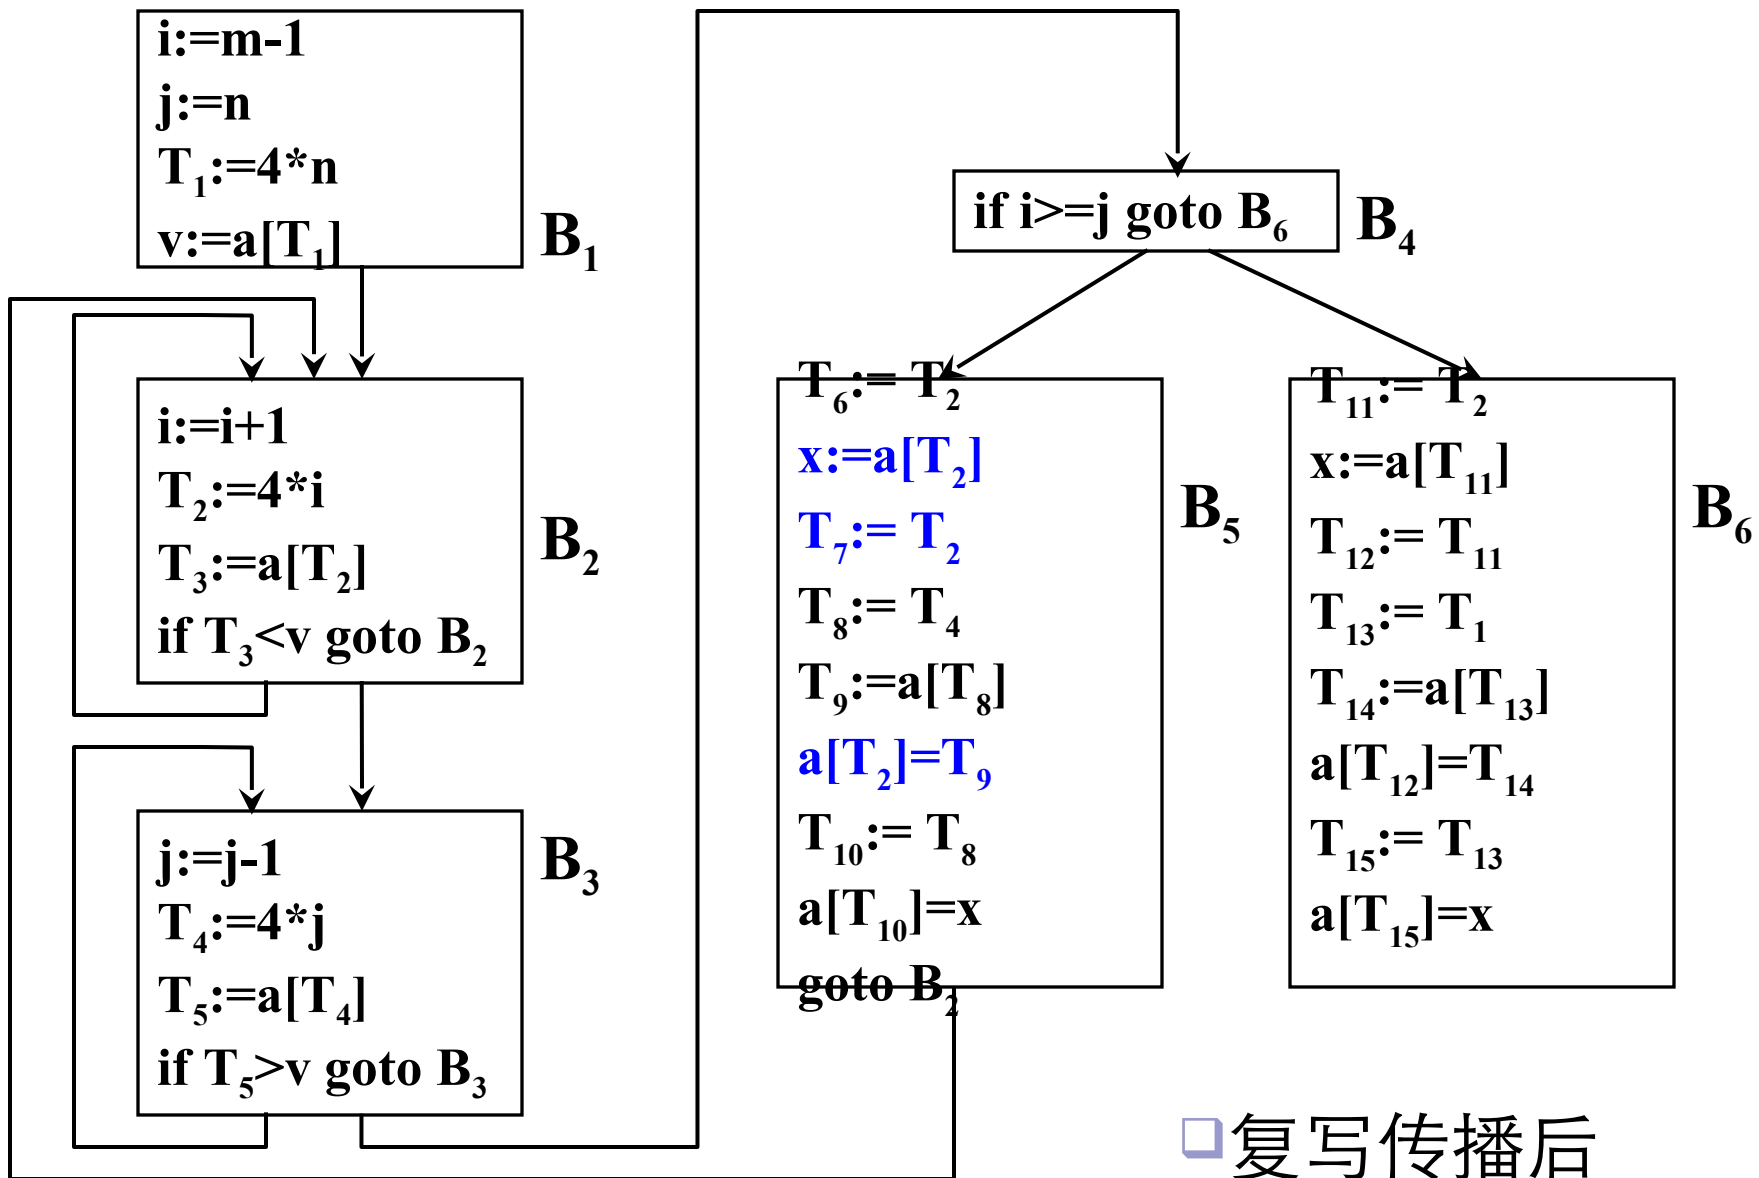 i:=m-1
j:=n
T₁:=4*n
v:=a[T₁]
B₁
i:=i+1
T₂:=4*i
T₃:=a[T₂]
if T₃<v goto B₂
B₂
j:=j-1
T₄:=4*j
T₅:=a[T₄]
if T₅>v goto B₃
B₃
if i>=j goto B₆
B₄
T₆:= T₂
x:=a[T₂]
T₇:= T₂
T₈:= T₄
T₉:=a[T₈]
a[T₂]=T₉
T₁₀:= T₈
a[T₁₀]=x
goto B₂
B₅
T₁₁:= T₂
x:=a[T₁₁]
T₁₂:= T₁₁
T₁₃:= T₁
T₁₄:=a[T₁₃]
a[T₁₂]=T₁₄
T₁₅:= T₁₃
a[T₁₅]=x
B₆
复写传播后